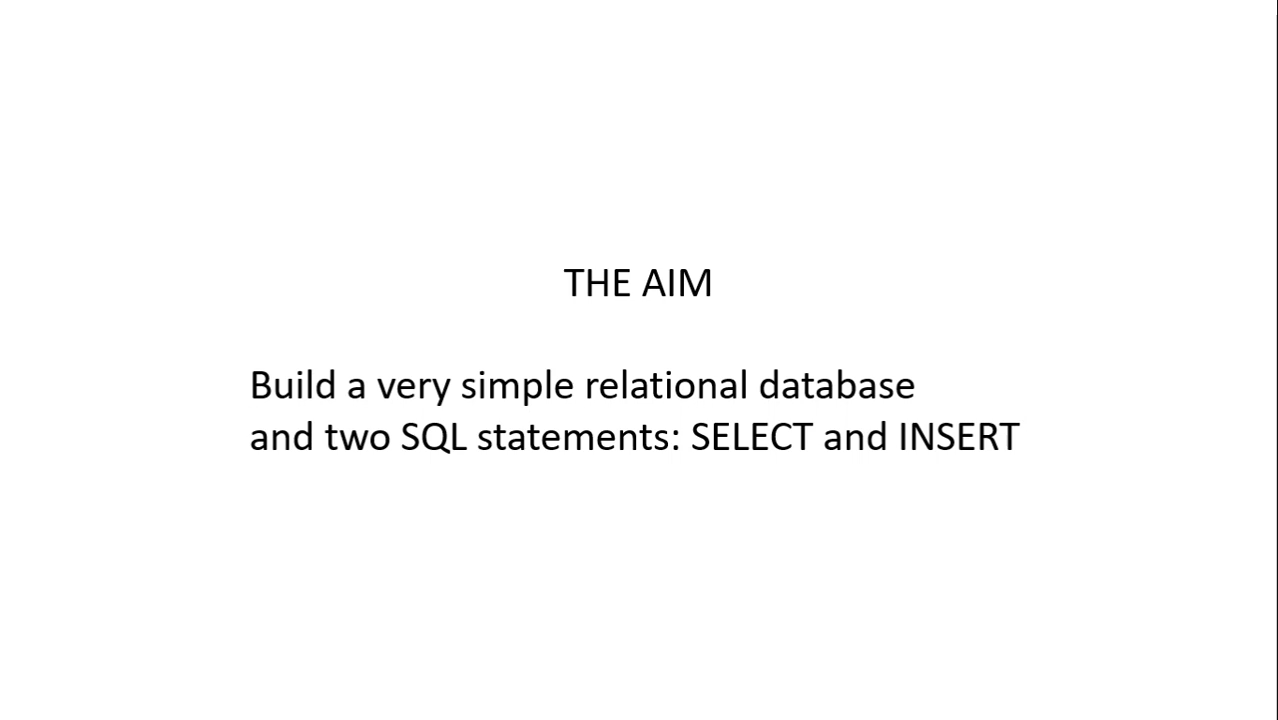 THE AIM
Build a very simple relational database
and two SQL statements: SELECT and INSERT